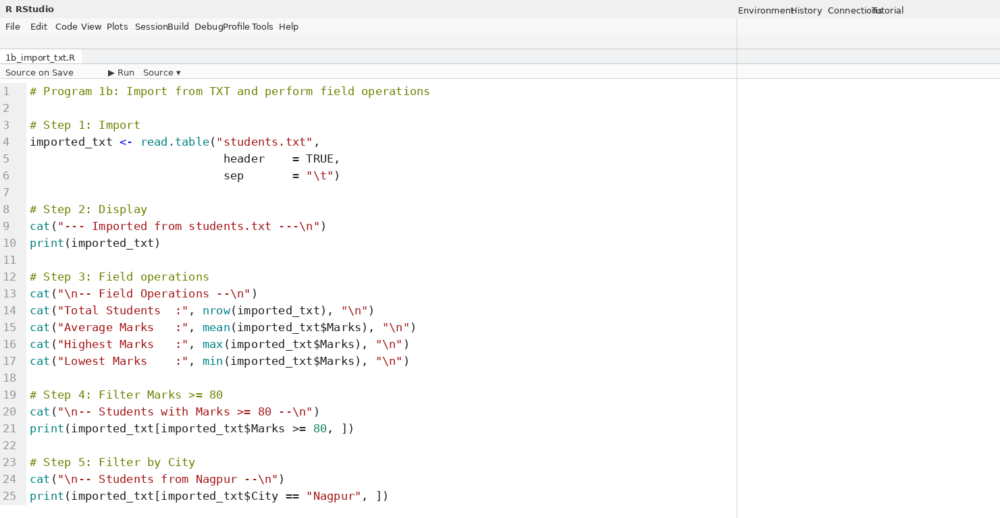 R RStudio
Environment History Connections Tutorial
File Edit Code View Plots Session Build Debug Profile Tools Help
1b_import_txt.R
Source on Save ▶ Run Source ▾
1 # Program 1b: Import from TXT and perform field operations
2
3 # Step 1: Import
4 imported_txt <- read.table("students.txt",
5                             header    = TRUE,
6                             sep       = "\t")
7
8 # Step 2: Display
9 cat("--- Imported from students.txt ---\n")
10 print(imported_txt)
11
12 # Step 3: Field operations
13 cat("\n-- Field Operations --\n")
14 cat("Total Students  :", nrow(imported_txt), "\n")
15 cat("Average Marks   :", mean(imported_txt$Marks), "\n")
16 cat("Highest Marks   :", max(imported_txt$Marks), "\n")
17 cat("Lowest Marks    :", min(imported_txt$Marks), "\n")
18
19 # Step 4: Filter Marks >= 80
20 cat("\n-- Students with Marks >= 80 --\n")
21 print(imported_txt[imported_txt$Marks >= 80, ])
22
23 # Step 5: Filter by City
24 cat("\n-- Students from Nagpur --\n")
25 print(imported_txt[imported_txt$City == "Nagpur", ])